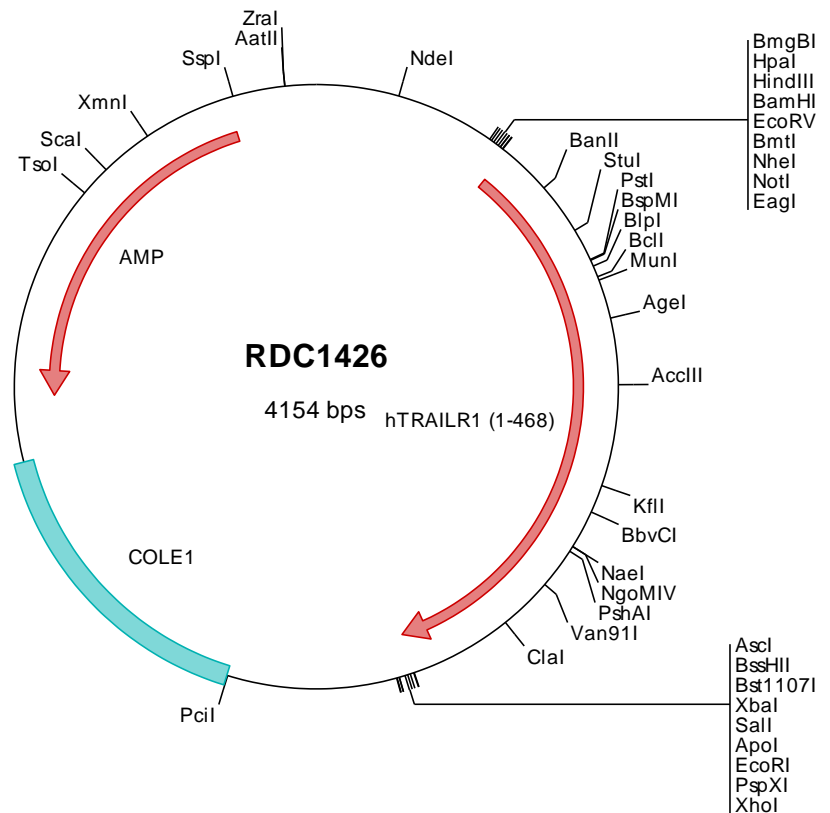 ZraI
AatII
SspI
NdeI
XmnI
ScaI
TsoI
BmgBI
HpaI
HindIII
BamHI
EcoRV
BmtI
NheI
NotI
EagI
BanII
StuI
PstI
BspMI
BlpI
BclI
MunI
AgeI
AccIII
AMP
RDC1426
4154 bps
hTRAILR1 (1-468)
KflI
BbvCI
NaeI
NgoMIV
PshAI
Van91I
ClaI
COLE1
PciI
AscI
BssHII
Bst1107I
XbaI
SalI
ApoI
EcoRI
PspXI
XhoI